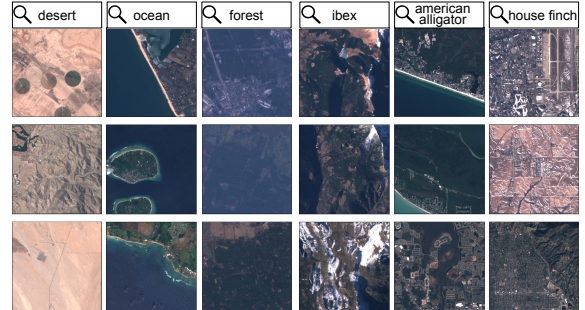 desert
ocean
forest
ibex
american
alligator
house finch